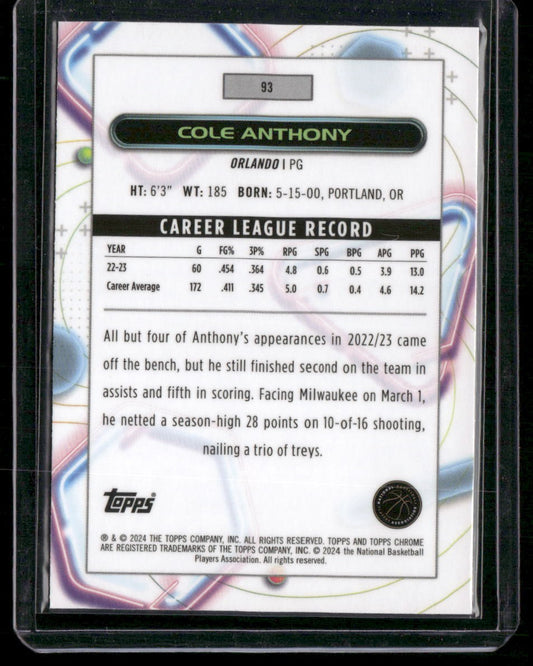 93
COLE ANTHONY
ORLANDO | PG
HT: 6'3" WT: 185 BORN: 5-15-00, PORTLAND, OR
CAREER LEAGUE RECORD
YEAR G FG% 3P% RPG SPG BPG APG PPG
22-23 60 .454 .364 4.8 0.6 0.5 3.9 13.0
Career Average 172 .411 .345 5.0 0.7 0.4 4.6 14.2
All but four of Anthony's appearances in 2022/23 came
off the bench, but he still finished second on the team in
assists and fifth in scoring. Facing Milwaukee on March 1,
he netted a season-high 28 points on 10-of-16 shooting,
nailing a trio of treys.
topps®
® & © 2024 THE TOPPS COMPANY, INC. ALL RIGHTS RESERVED. TOPPS AND TOPPS CHROME
ARE REGISTERED TRADEMARKS OF THE TOPPS COMPANY, INC. © 2024 the National Basketball
Players Association. All rights reserved.